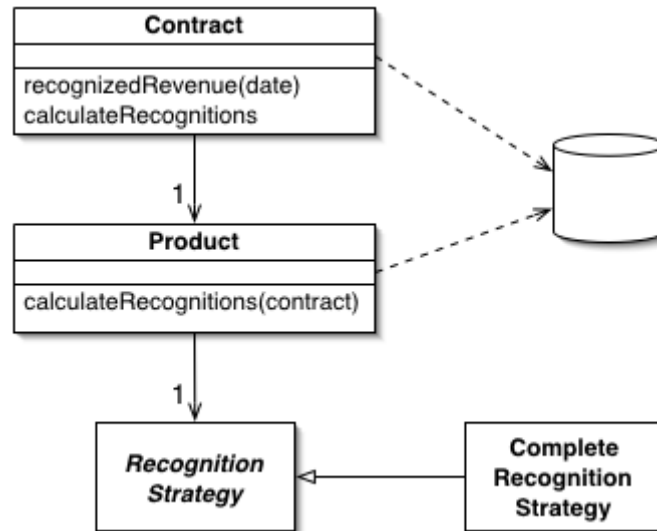 Contract
recognizedRevenue(date)
calculateRecognitions
1
Product
calculateRecognitions(contract)
1
Recognition
Strategy
Complete
Recognition
Strategy